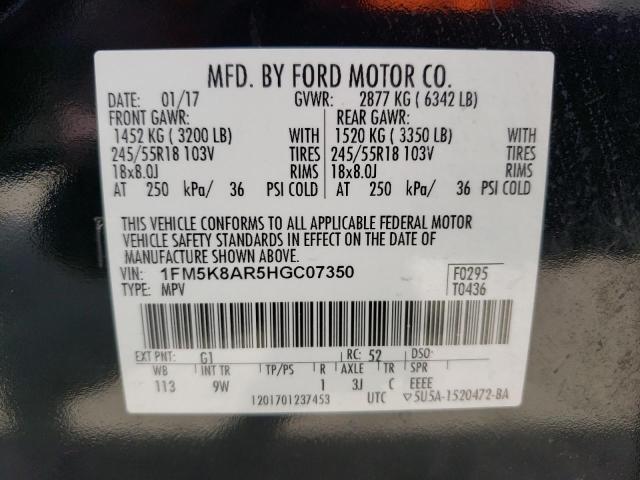 MFD. BY FORD MOTOR CO.
DATE: 01/17 GVWR: 2877 KG ( 6342 LB)
FRONT GAWR: REAR GAWR:
1452 KG ( 3200 LB) WITH 1520 KG ( 3350 LB) WITH
245/55R18 103V TIRES 245/55R18 103V TIRES
18x8.0J RIMS 18x8.0J RIMS
AT 250 kPa/ 36 PSI COLD AT 250 kPa/ 36 PSI COLD
THIS VEHICLE CONFORMS TO ALL APPLICABLE FEDERAL MOTOR
VEHICLE SAFETY STANDARDS IN EFFECT ON THE DATE OF
MANUFACTURE SHOWN ABOVE.
VIN: 1FM5K8AR5HGC07350 F0295
TYPE: MPV T0436
EXT PNT: G1 RC: 52 DSO:
WB INT TR TP/PS R AXLE TR SPR
113 9W 1 3J C EEEE
1201701237453 UTC ▽5U5A-1520472-BA